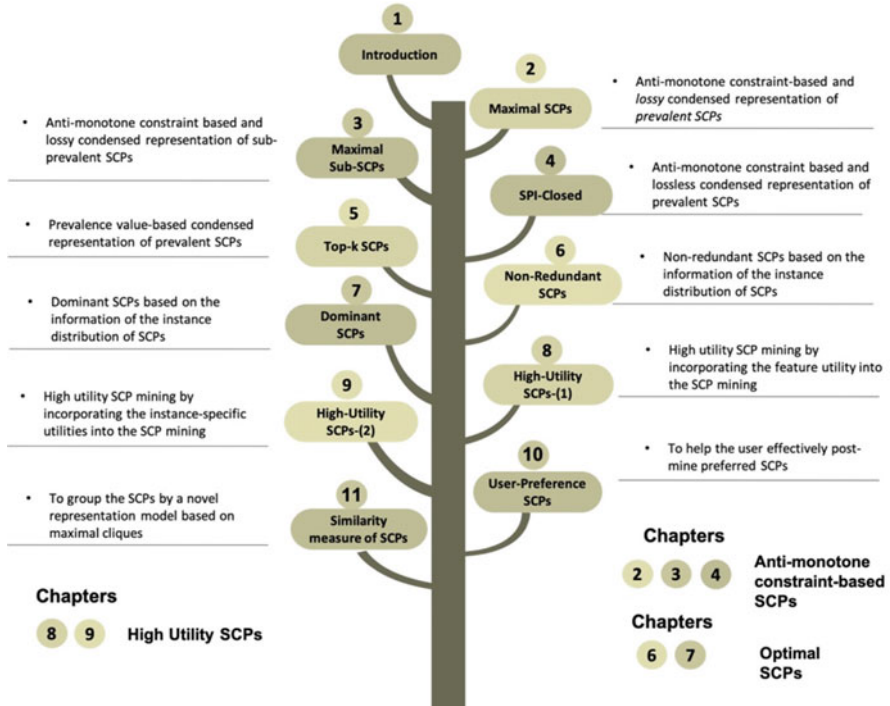 1
Introduction
2
Maximal SCPs
• Anti-monotone constraint-based and
lossy condensed representation of
prevalent SCPs
• Anti-monotone constraint based and
lossy condensed representation of sub-
prevalent SCPs
3
Maximal
Sub-SCPs
4
SPI-Closed
• Anti-monotone constraint based and
lossless condensed representation of
prevalent SCPs
• Prevalence value-based condensed
representation of prevalent SCPs
5
Top-k SCPs
6
Non-Redundant
SCPs
• Non-redundant SCPs based on the
information of the instance
distribution of SCPs
• Dominant SCPs based on the
information of the instance
distribution of SCPs
7
Dominant
SCPs
8
High-Utility
SCPs-(1)
• High utility SCP mining by
incorporating the feature utility into
the SCP mining
• High utility SCP mining by
incorporating the instance-specific
utilities into the SCP mining
9
High-Utility
SCPs-(2)
10
User-Preference
SCPs
• To help the user effectively post-
mine preferred SCPs
• To group the SCPs by a novel
representation model based on
maximal cliques
11
Similarity
measure of SCPs
Chapters
8 9 High Utility SCPs
Chapters
2 3 4 Anti-monotone
constraint-based
SCPs
Chapters
6 7 Optimal
SCPs